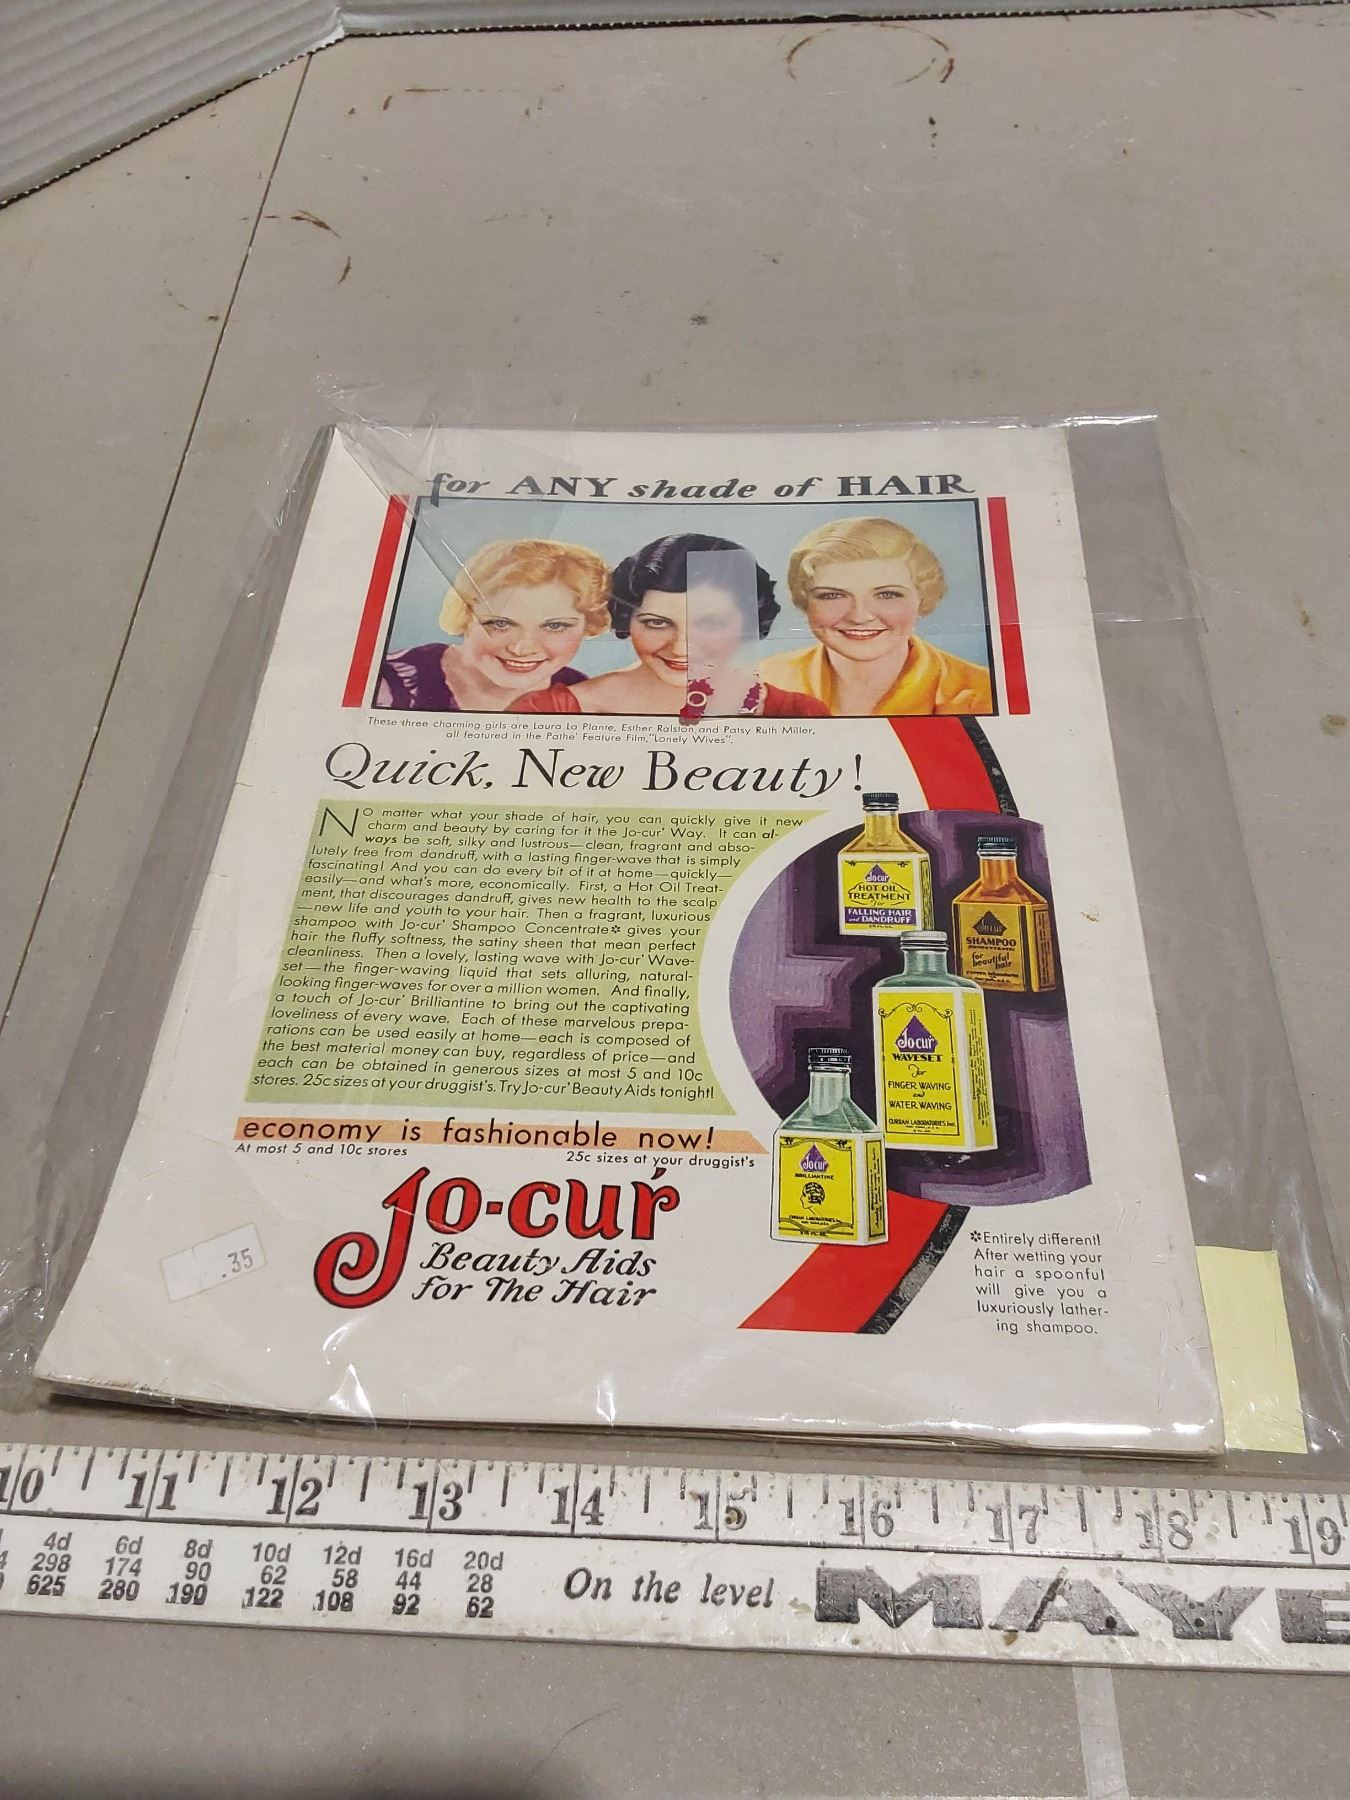 for ANY shade of HAIR
These three charming girls are Laura La Plante, Esther Ralston and Patsy Ruth Miller,
all featured in the Pathe' Feature Film, "Lonely Wives".
Quick, New Beauty!
No matter what your shade of hair, you can quickly give it new
charm and beauty by caring for it the Jo-cur' Way. It can al-
ways be soft, silky and lustrous—clean, fragrant and abso-
lutely free from dandruff, with a lasting finger-wave that is simply
fascinating! And you can do every bit of it at home—quickly—
easily—and what's more, economically. First, a Hot Oil Treat-
ment, that discourages dandruff, gives new health to the scalp
—new life and youth to your hair. Then a fragrant, luxurious
shampoo with Jo-cur' Shampoo Concentrate* gives your
hair the fluffy softness, the satiny sheen that mean perfect
cleanliness. Then a lovely, lasting wave with Jo-cur' Wave-
set—the finger-waving liquid that sets alluring, natural-
looking finger-waves for over a million women. And finally,
a touch of Jo-cur' Brilliantine to bring out the captivating
loveliness of every wave. Each of these marvelous prepa-
rations can be used easily at home—each is composed of
the best material money can buy, regardless of price—and
each can be obtained in generous sizes at most 5 and 10c
stores. 25c sizes at your druggist's. Try Jo-cur' Beauty Aids tonight!
Jo-cur'
HOT OIL
TREATMENT
for
FALLING HAIR
and DANDRUFF
Jo-cur'
SHAMPOO
for
beautiful
hair
Jo-cur'
WAVESET
for
FINGER WAVING
and
WATER WAVING
CURRAN LABORATORIES Inc.
Jo-cur'
BRILLIANTINE
CURRAN LABORATORIES Inc.
economy is fashionable now!
At most 5 and 10c stores
25c sizes at your druggist's
Jo-cur'
Beauty Aids
for The Hair
.35
*Entirely different!
After wetting your
hair a spoonful
will give you a
luxuriously lather-
ing shampoo.
10 11 12 13 14 15 16 17 18 19
4d 6d 8d 10d 12d 16d 20d
298 174 90 62 58 44 28
625 280 190 122 108 92 62
On the level
MAYE